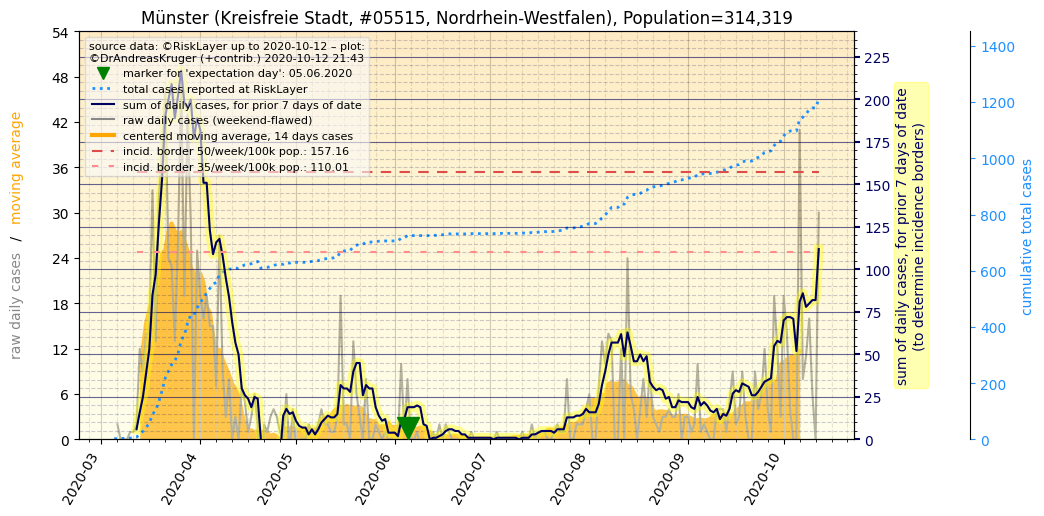 Münster (Kreisfreie Stadt, #05515, Nordrhein-Westfalen), Population=314,319
source data: ©RiskLayer up to 2020-10-12 – plot:
©DrAndreasKruger (+contrib.) 2020-10-12 21:43
marker for 'expectation day': 05.06.2020
total cases reported at RiskLayer
sum of daily cases, for prior 7 days of date
raw daily cases (weekend-flawed)
centered moving average, 14 days cases
incid. border 50/week/100k pop.: 157.16
incid. border 35/week/100k pop.: 110.01
raw daily cases / moving average
54
48
42
36
30
24
18
12
6
0
2020-03
2020-04
2020-05
2020-06
2020-07
2020-08
2020-09
2020-10
225
200
175
150
125
100
75
50
25
0
sum of daily cases, for prior 7 days of date
(to determine incidence borders)
1400
1200
1000
800
600
400
200
0
cumulative total cases